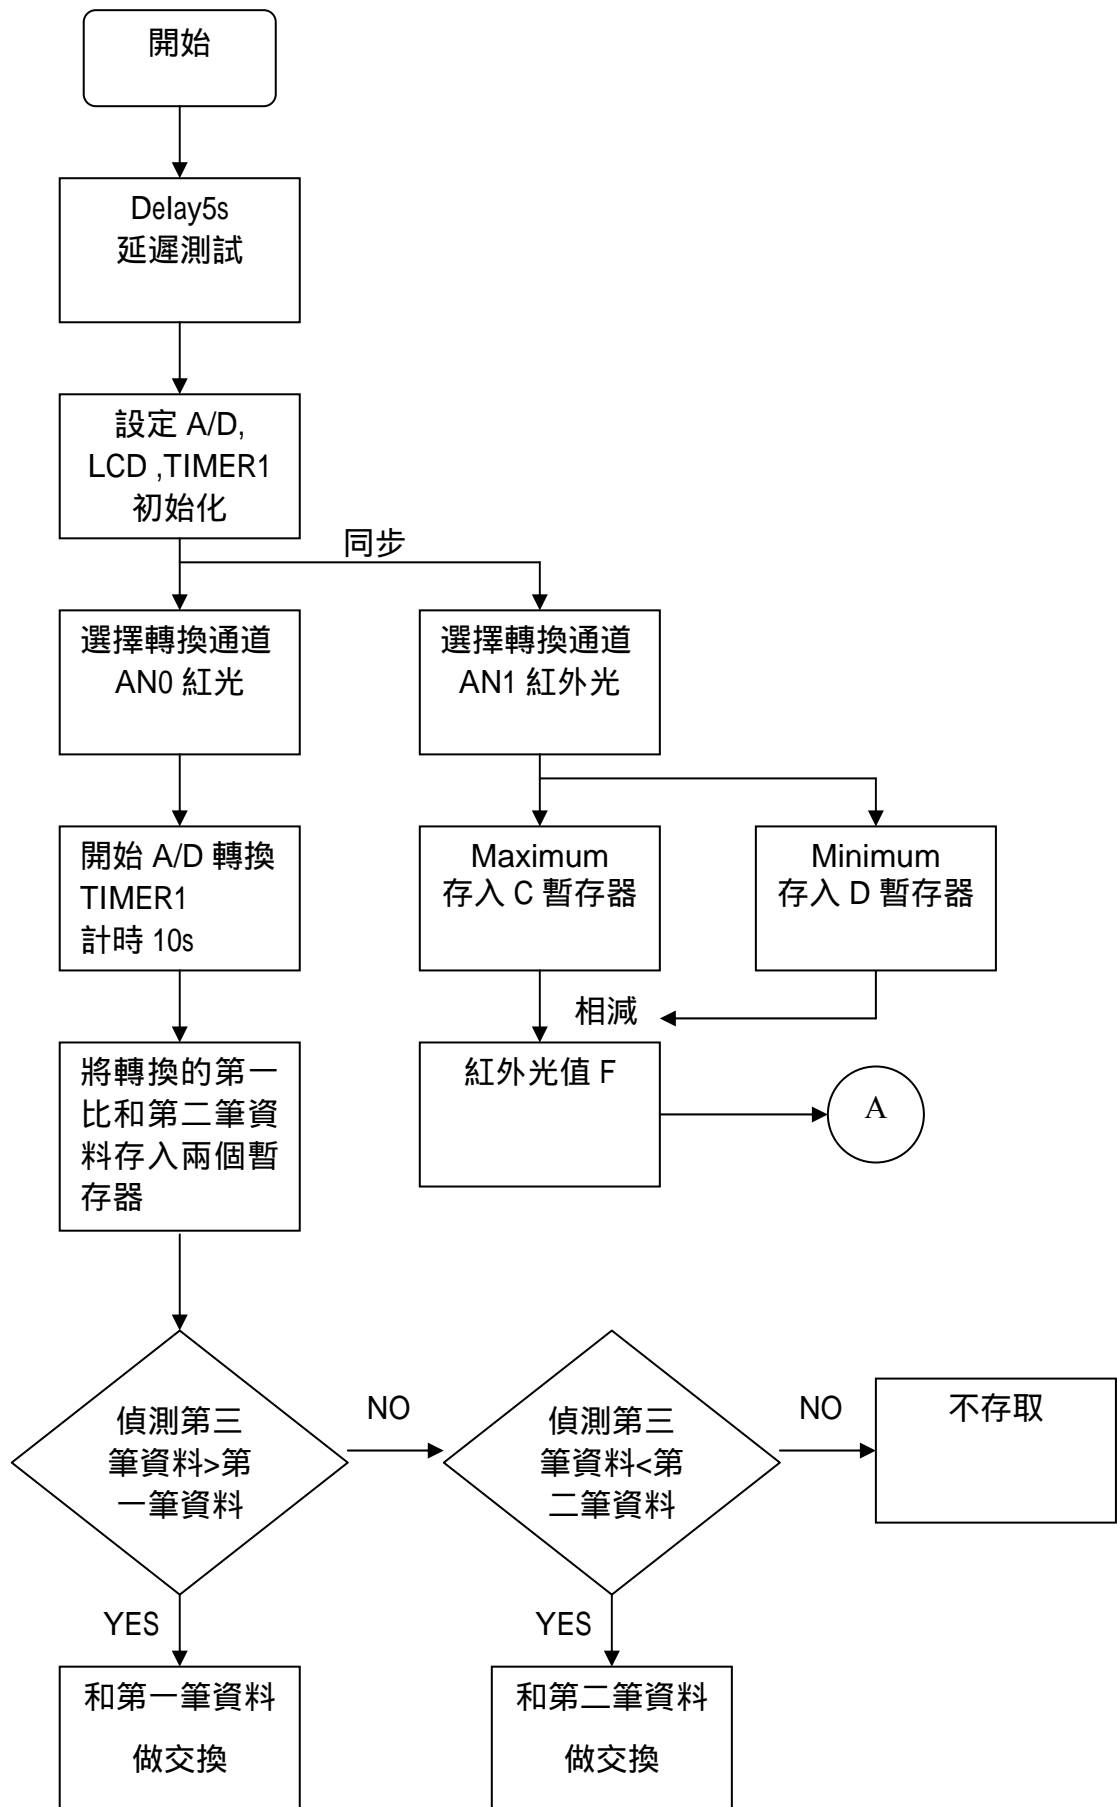 開始
Delay5s
延遲測試
設定 A/D,
LCD ,TIMER1
初始化
同步
選擇轉換通道
AN0 紅光
選擇轉換通道
AN1 紅外光
開始 A/D 轉換
TIMER1
計時 10s
Maximum
存入 C 暫存器
Minimum
存入 D 暫存器
相減
將轉換的第一
比和第二筆資
料存入兩個暫
存器
紅外光值 F
A
偵測第三
筆資料>第
一筆資料
NO
偵測第三
筆資料<第
二筆資料
NO
不存取
YES
YES
和第一筆資料
做交換
和第二筆資料
做交換